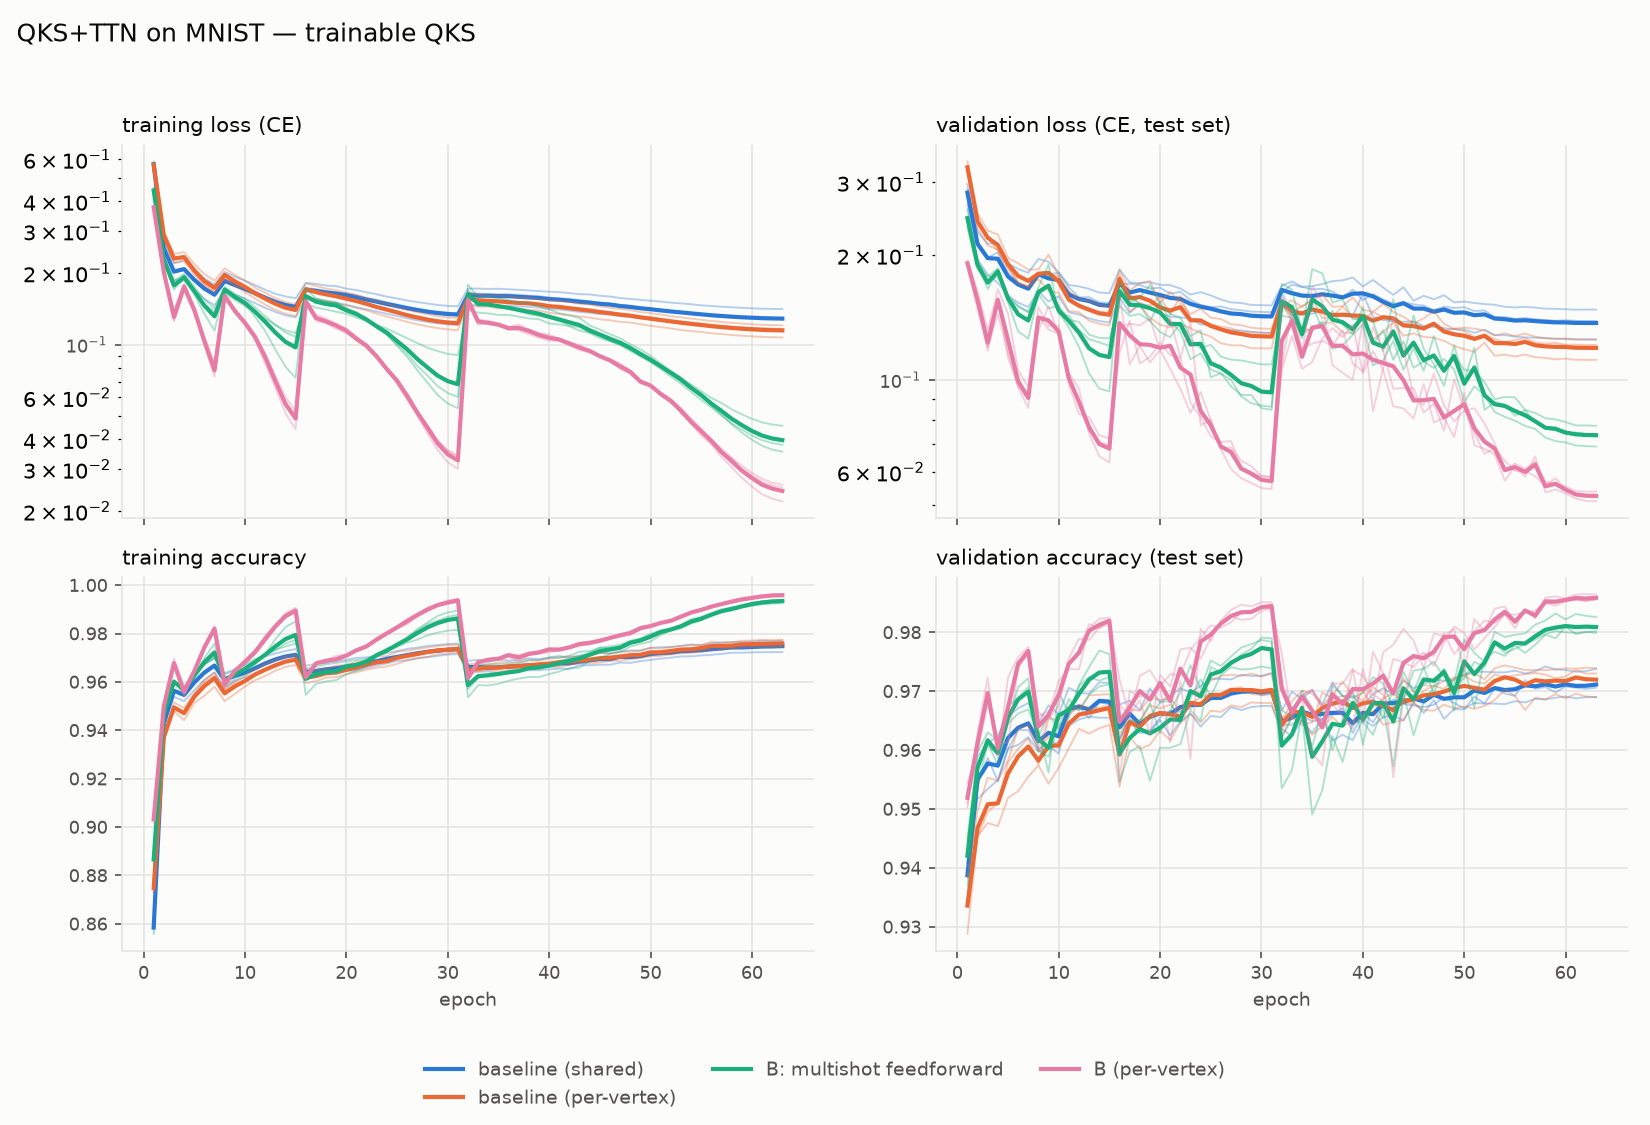 QKS+TTN on MNIST — trainable QKS
training loss (CE)
6 × 10⁻¹
4 × 10⁻¹
3 × 10⁻¹
2 × 10⁻¹
10⁻¹
6 × 10⁻²
4 × 10⁻²
3 × 10⁻²
2 × 10⁻²
validation loss (CE, test set)
3 × 10⁻¹
2 × 10⁻¹
10⁻¹
6 × 10⁻²
training accuracy
1.00
0.98
0.96
0.94
0.92
0.90
0.88
0.86
0 10 20 30 40 50 60
epoch
validation accuracy (test set)
0.98
0.97
0.96
0.95
0.94
0.93
0 10 20 30 40 50 60
epoch
baseline (shared)
baseline (per-vertex)
B: multishot feedforward
B (per-vertex)